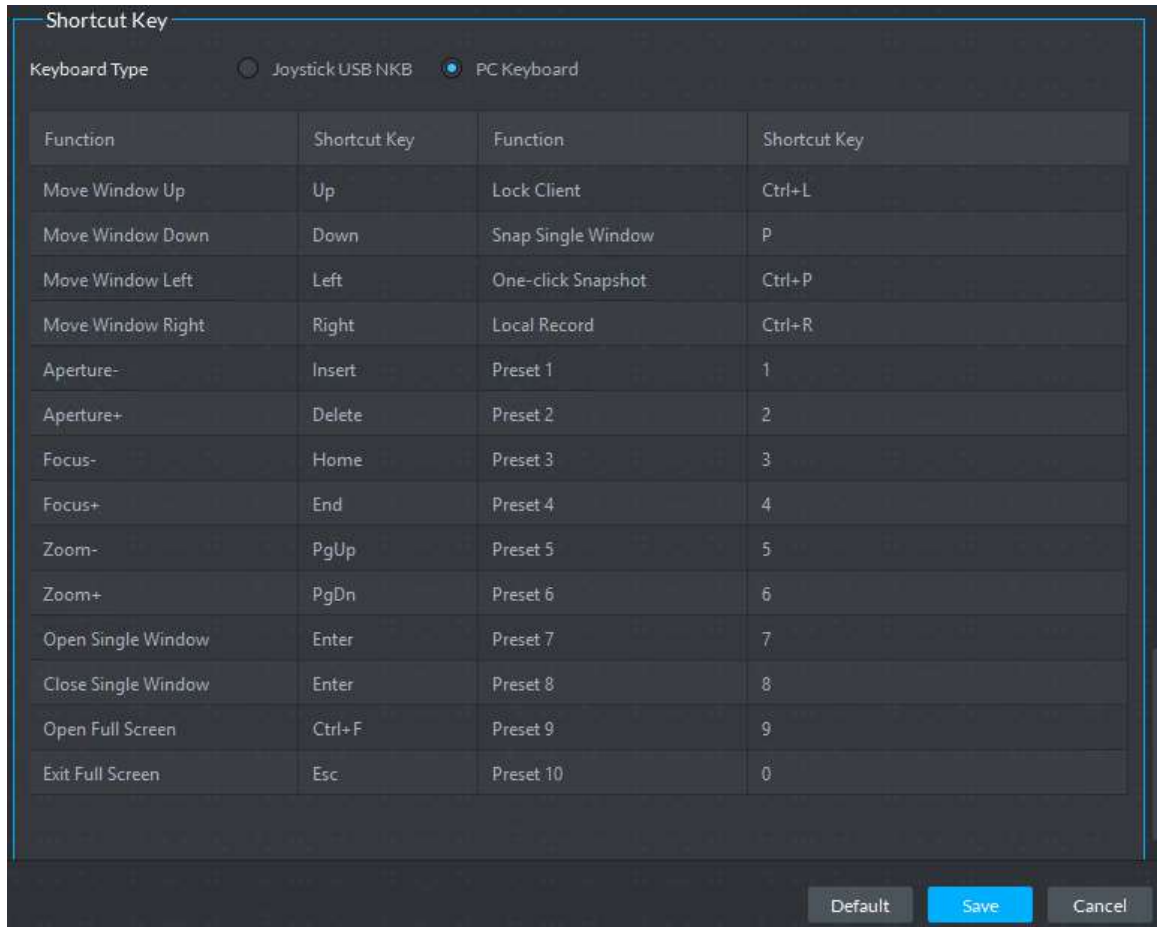 Shortcut Key
Keyboard Type Joystick USB NKB PC Keyboard
Function Shortcut Key Function Shortcut Key
Move Window Up Up Lock Client Ctrl+L
Move Window Down Down Snap Single Window P
Move Window Left Left One-click Snapshot Ctrl+P
Move Window Right Right Local Record Ctrl+R
Aperture- Insert Preset 1 1
Aperture+ Delete Preset 2 2
Focus- Home Preset 3 3
Focus+ End Preset 4 4
Zoom- PgUp Preset 5 5
Zoom+ PgDn Preset 6 6
Open Single Window Enter Preset 7 7
Close Single Window Enter Preset 8 8
Open Full Screen Ctrl+F Preset 9 9
Exit Full Screen Esc Preset 10 0
Default Save Cancel